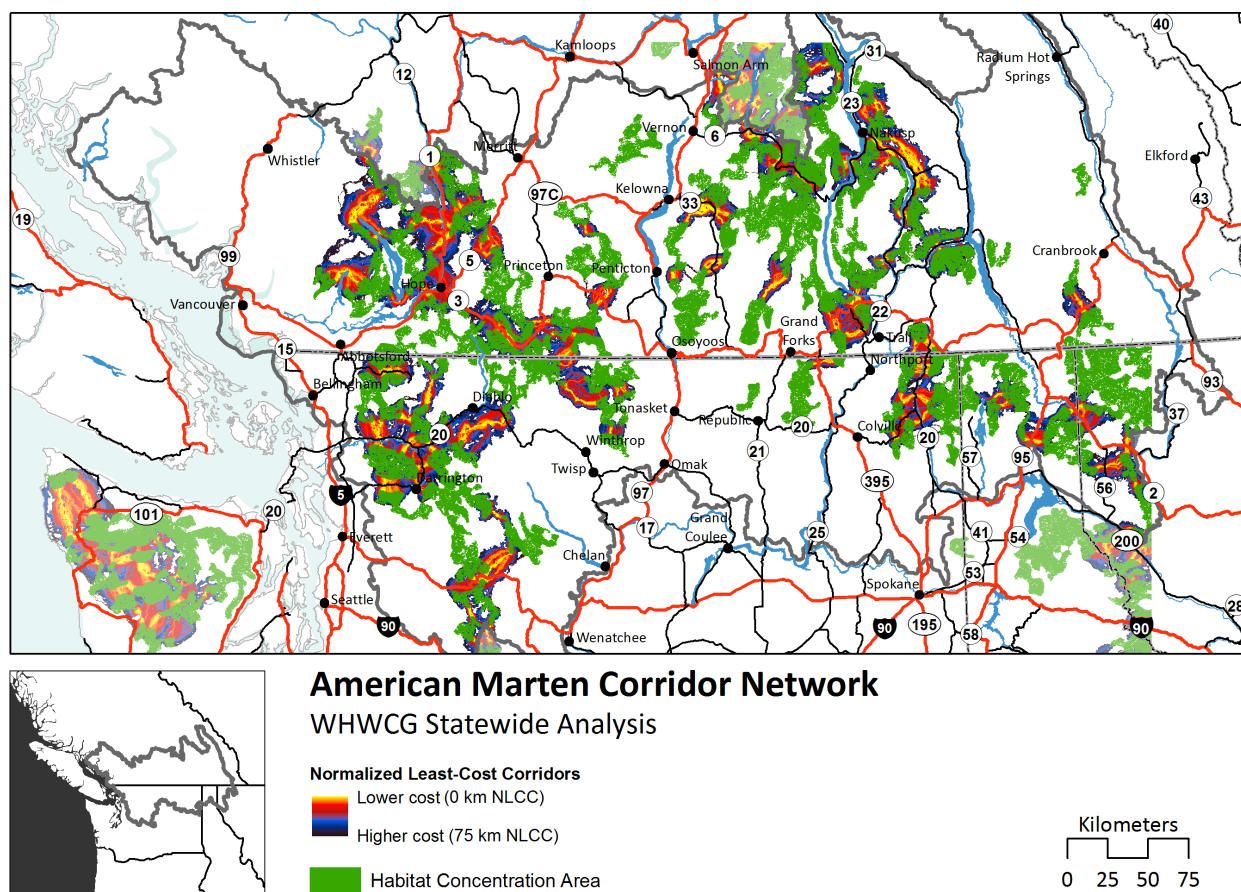 40
Kamloops
Salmon Arm
31
Radium Hot
Springs
12
23
Vernon
6
Nakusp
Merritt
1
Whistler
Elkford
97C
Kelowna
33
43
19
99
5
Cranbrook
Princeton
Penticton
Hope
3
Vancouver
22
Grand
Forks
Trail
Osoyoos
15
Abbotsford
Northport
Bellingham
93
Diablo
Tonasket
Republic
20
37
20
Winthrop
Colville
20
21
57
95
Twisp
Omak
Darrington
97
395
56
2
5
101
20
17
Grand
Coulee
25
41
54
200
Everett
Chelan
53
Spokane
Seattle
28
90
Wenatchee
90
195
58
90
American Marten Corridor Network
WHWCG Statewide Analysis
Normalized Least-Cost Corridors
Lower cost (0 km NLCC)
Higher cost (75 km NLCC)
Habitat Concentration Area
Kilometers
0 25 50 75